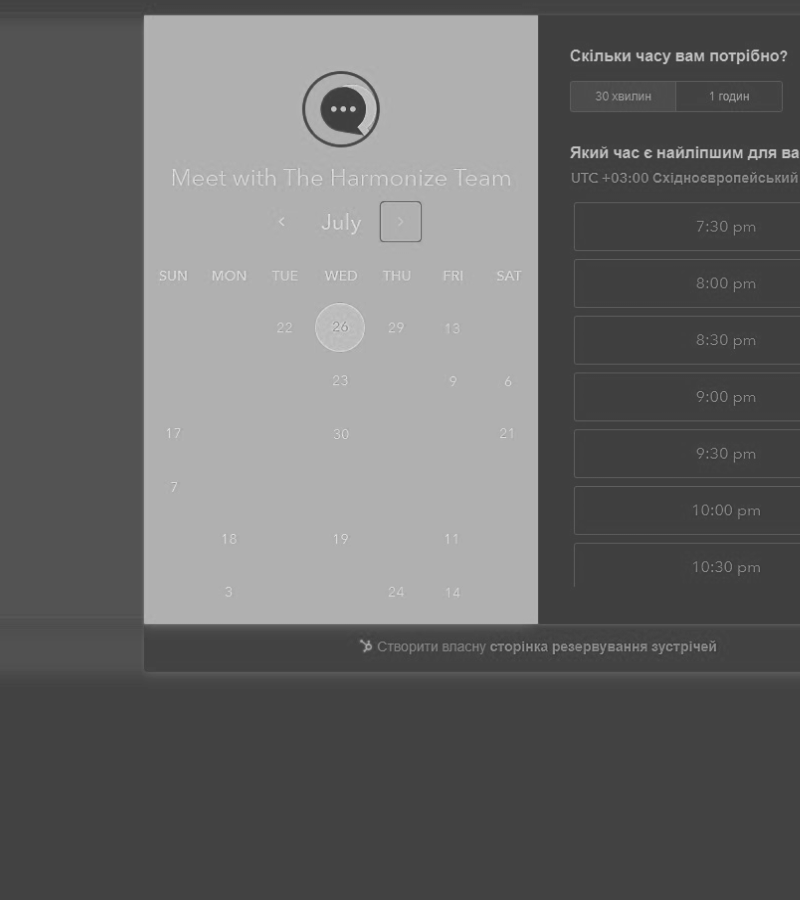 Meet with The Harmonize Team
July
SUN MON TUE WED THU FRI SAT
22 26 29 13
23 9 6
17 30 21
7
18 19 11
3 24 14
Скільки часу вам потрібно?
30 хвилин 1 годин
Який час є найліпшим для ва
UTC +03:00 Східноєвропейський
7:30 pm
8:00 pm
8:30 pm
9:00 pm
9:30 pm
10:00 pm
10:30 pm
Створити власну сторінка резервування зустрічей